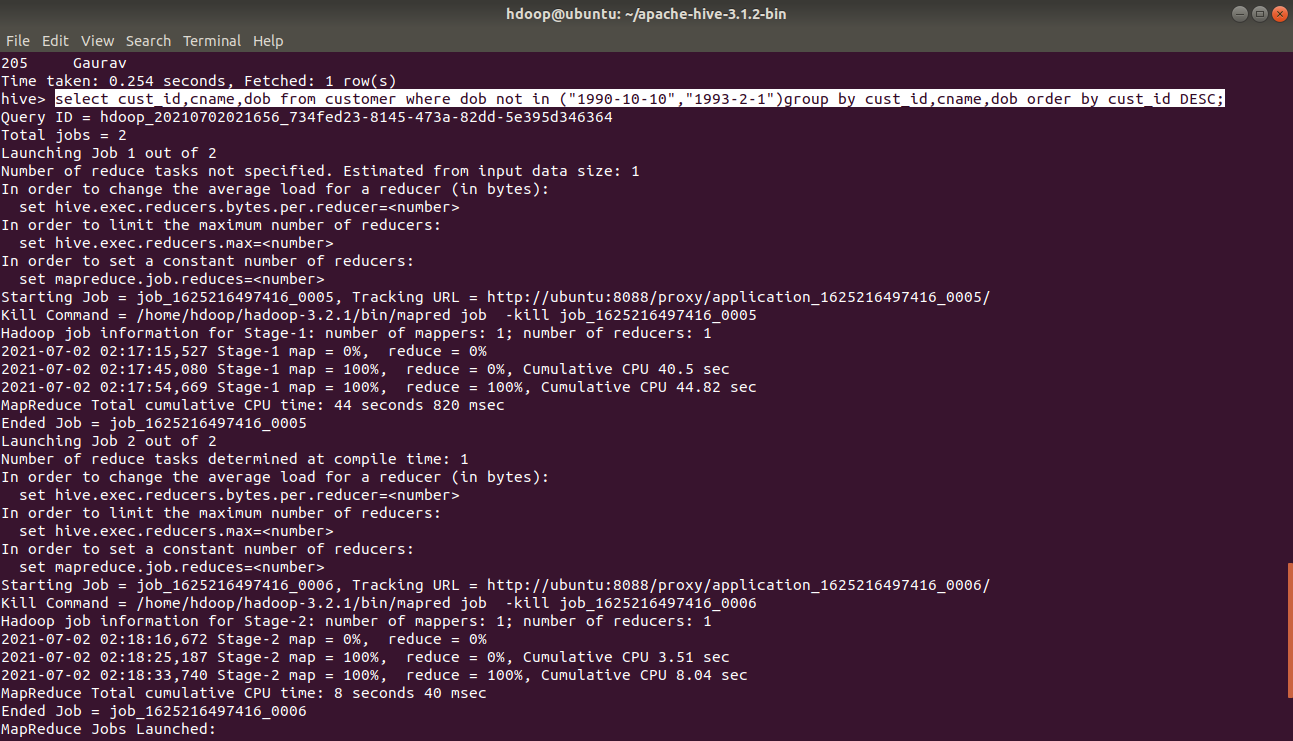 hdoop@ubuntu: ~/apache-hive-3.1.2-bin
File Edit View Search Terminal Help
205     Gaurav
Time taken: 0.254 seconds, Fetched: 1 row(s)
hive> select cust_id,cname,dob from customer where dob not in ("1990-10-10","1993-2-1")group by cust_id,cname,dob order by cust_id DESC;
Query ID = hdoop_20210702021656_734fed23-8145-473a-82dd-5e395d346364
Total jobs = 2
Launching Job 1 out of 2
Number of reduce tasks not specified. Estimated from input data size: 1
In order to change the average load for a reducer (in bytes):
  set hive.exec.reducers.bytes.per.reducer=<number>
In order to limit the maximum number of reducers:
  set hive.exec.reducers.max=<number>
In order to set a constant number of reducers:
  set mapreduce.job.reduces=<number>
Starting Job = job_1625216497416_0005, Tracking URL = http://ubuntu:8088/proxy/application_1625216497416_0005/
Kill Command = /home/hdoop/hadoop-3.2.1/bin/mapred job  -kill job_1625216497416_0005
Hadoop job information for Stage-1: number of mappers: 1; number of reducers: 1
2021-07-02 02:17:15,527 Stage-1 map = 0%,  reduce = 0%
2021-07-02 02:17:45,080 Stage-1 map = 100%,  reduce = 0%, Cumulative CPU 40.5 sec
2021-07-02 02:17:54,669 Stage-1 map = 100%,  reduce = 100%, Cumulative CPU 44.82 sec
MapReduce Total cumulative CPU time: 44 seconds 820 msec
Ended Job = job_1625216497416_0005
Launching Job 2 out of 2
Number of reduce tasks determined at compile time: 1
In order to change the average load for a reducer (in bytes):
  set hive.exec.reducers.bytes.per.reducer=<number>
In order to limit the maximum number of reducers:
  set hive.exec.reducers.max=<number>
In order to set a constant number of reducers:
  set mapreduce.job.reduces=<number>
Starting Job = job_1625216497416_0006, Tracking URL = http://ubuntu:8088/proxy/application_1625216497416_0006/
Kill Command = /home/hdoop/hadoop-3.2.1/bin/mapred job  -kill job_1625216497416_0006
Hadoop job information for Stage-2: number of mappers: 1; number of reducers: 1
2021-07-02 02:18:16,672 Stage-2 map = 0%,  reduce = 0%
2021-07-02 02:18:25,187 Stage-2 map = 100%,  reduce = 0%, Cumulative CPU 3.51 sec
2021-07-02 02:18:33,740 Stage-2 map = 100%,  reduce = 100%, Cumulative CPU 8.04 sec
MapReduce Total cumulative CPU time: 8 seconds 40 msec
Ended Job = job_1625216497416_0006
MapReduce Jobs Launched: